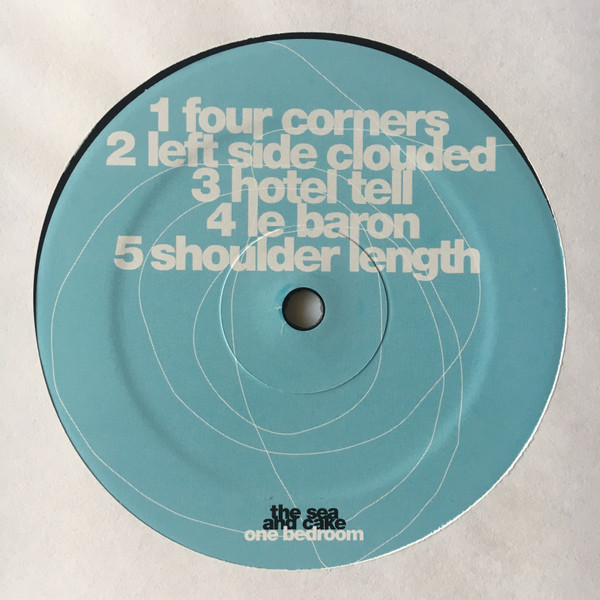 1 four corners
2 left side clouded
3 hotel tell
4 le baron
5 shoulder length
the sea
and cake
one bedroom